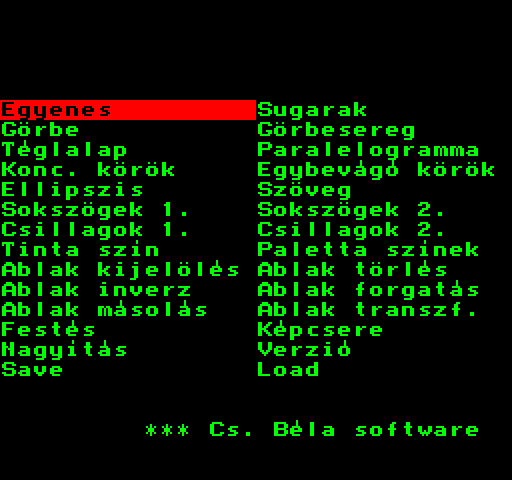 Egyenes Sugarak
Görbe Görbesereg
Téglalap Paralelogramma
Konc. körök Egybevágó körök
Ellipszis Szöveg
Sokszögek 1. Sokszögek 2.
Csillagok 1. Csillagok 2.
Tinta szín Paletta színek
Ablak kijelölés Ablak törlés
Ablak inverz Ablak forgatás
Ablak másolás Ablak transzf.
Festés Képcsere
Nagyítás Verzió
Save Load
*** Cs. Béla software